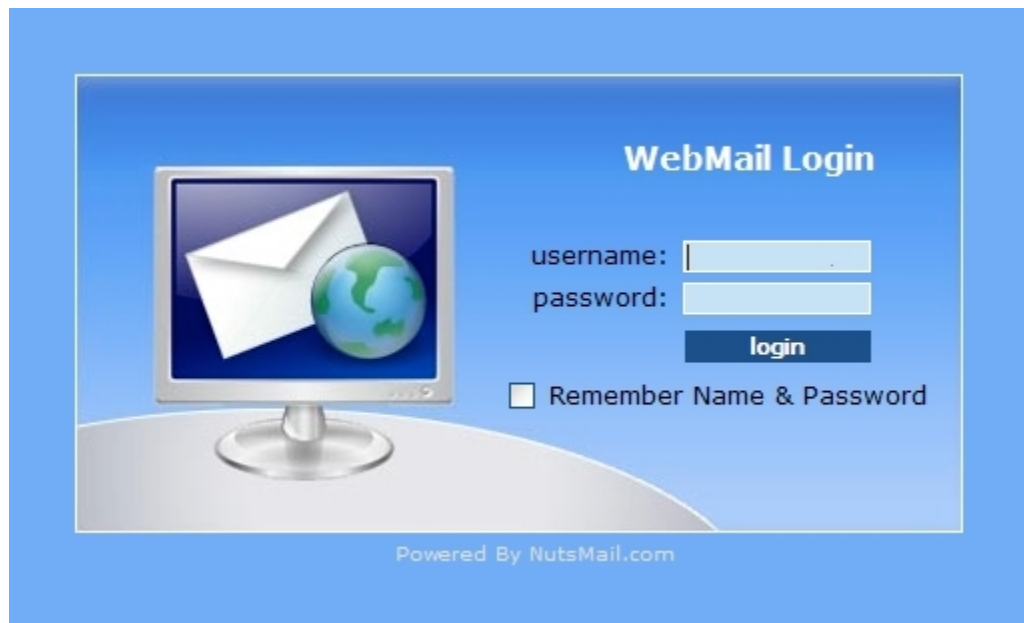 WebMail Login
username:
password:
login
Remember Name & Password
Powered By NutsMail.com